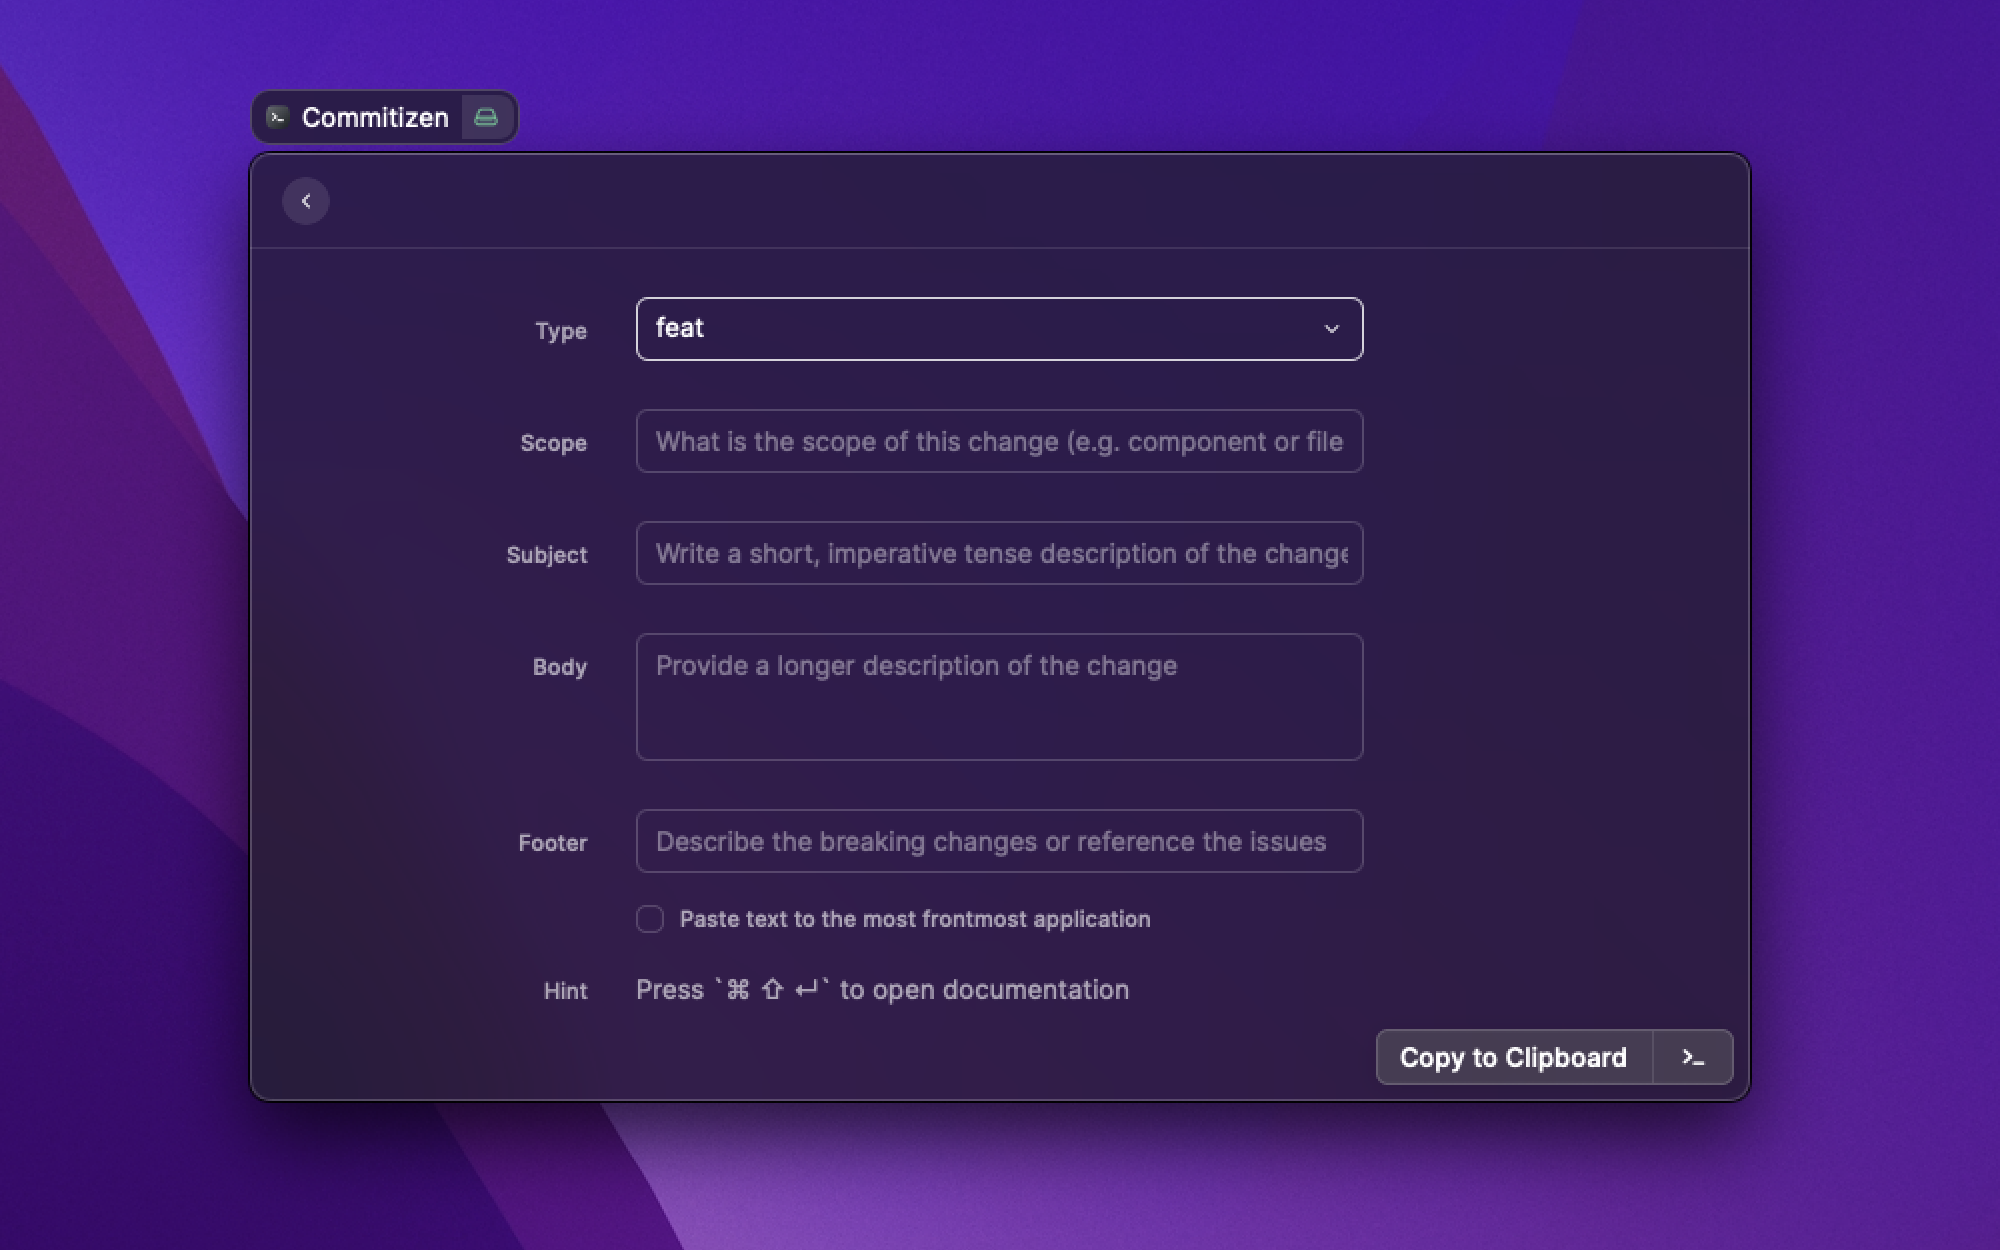 Commitizen
Type
feat
Scope
What is the scope of this change (e.g. component or file
Subject
Write a short, imperative tense description of the change
Body
Provide a longer description of the change
Footer
Describe the breaking changes or reference the issues
Paste text to the most frontmost application
Hint
Press `⌘ ⇧ ↵` to open documentation
Copy to Clipboard